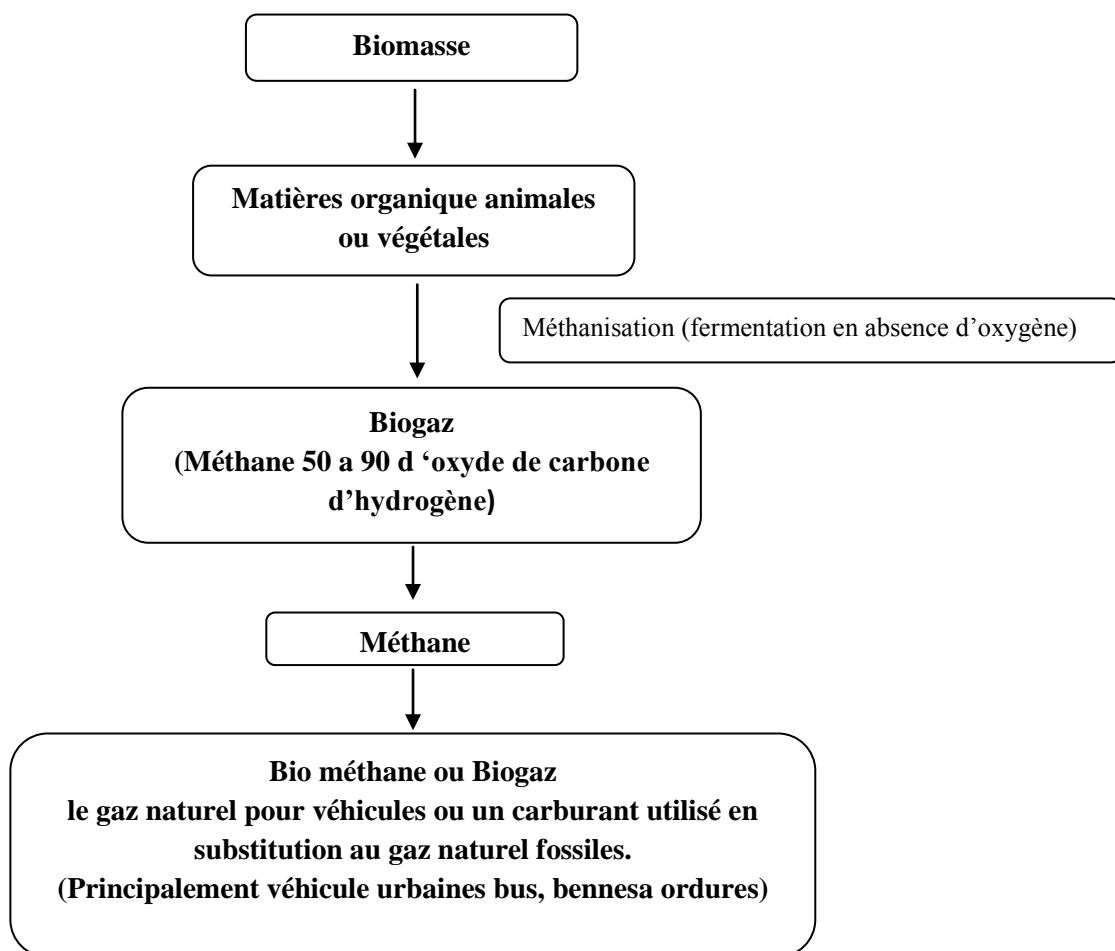 Biomasse
Matières organique animales
ou végétales
Méthanisation (fermentation en absence d’oxygène)
Biogaz
(Méthane 50 a 90 d ‘oxyde de carbone
d’hydrogène)
Méthane
Bio méthane ou Biogaz
le gaz naturel pour véhicules ou un carburant utilisé en
substitution au gaz naturel fossiles.
(Principalement véhicule urbaines bus, bennesa ordures)